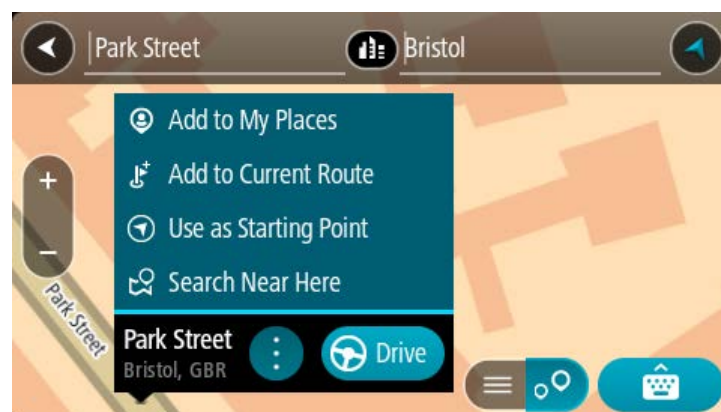 Park Street
Bristol
Add to My Places
Add to Current Route
Use as Starting Point
Search Near Here
Park Street
Park Street
Bristol, GBR
Drive